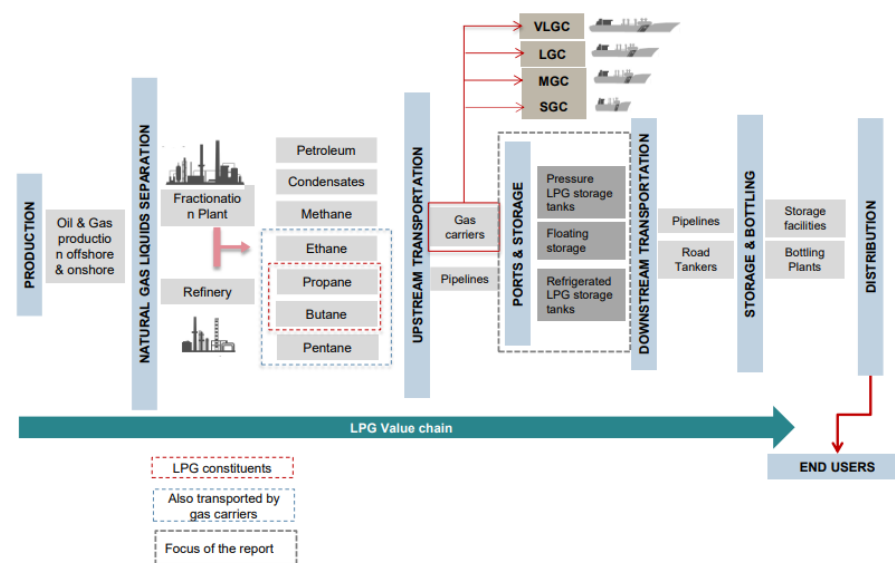 VLGC
LGC
MGC
SGC
PRODUCTION
Oil & Gas
productio
n offshore
& onshore
NATURAL GAS LIQUIDS SEPARATION
Fractionatio
n Plant
Refinery
Petroleum
Condensates
Methane
Ethane
Propane
Butane
Pentane
UPSTREAM TRANSPORTATION
Gas
carriers
Pipelines
PORTS & STORAGE
Pressure
LPG storage
tanks
Floating
storage
Refrigerated
LPG storage
tanks
DOWNSTREAM TRANSPORTATION
Pipelines
Road
Tankers
STORAGE & BOTTLING
Storage
facilities
Bottling
Plants
DISTRIBUTION
LPG Value chain
END USERS
LPG constituents
Also transported by
gas carriers
Focus of the report